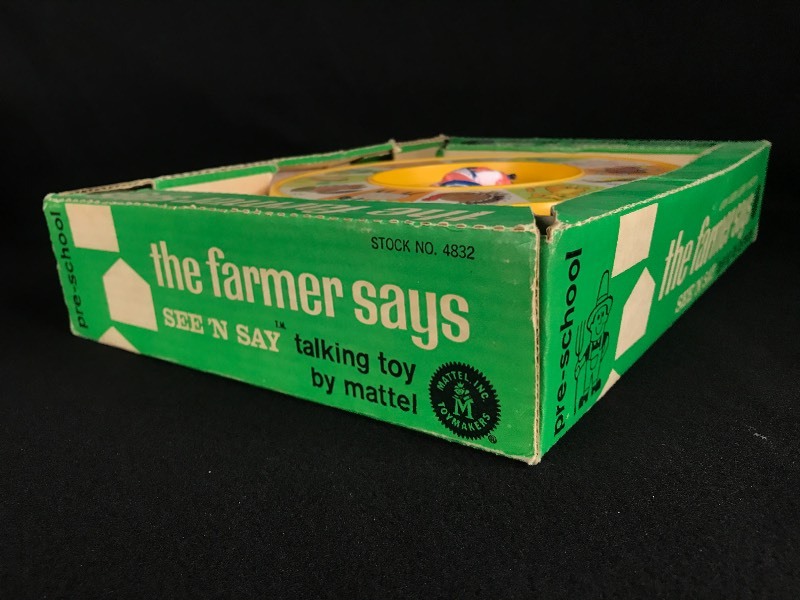 pre-school
STOCK NO. 4832
the farmer says
SEE 'N SAY TM
talking toy
by mattel
MATTEL, INC.
M
TOYMAKERS
®
pre-school
the farmer says
SEE 'N SAY